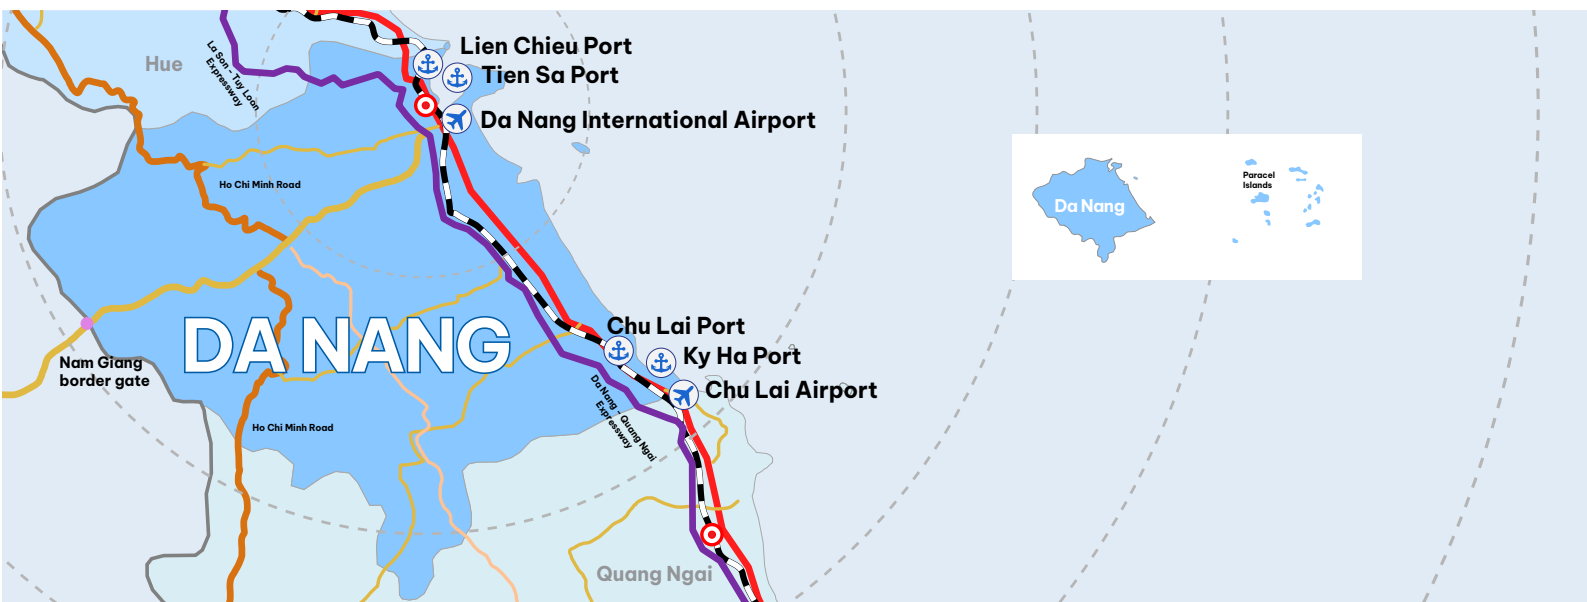 Hue
La Son - Tuy Loon
Expressway
Lien Chieu Port
Tien Sa Port
Da Nang International Airport
Ho Chi Minh Road
Paracel
Islands
Da Nang
DA NANG
Nam Giang
border gate
Chu Lai Port
Ky Ha Port
Chu Lai Airport
Da Nang - Quang Ngai
Expressway
Ho Chi Minh Road
Quang Ngai